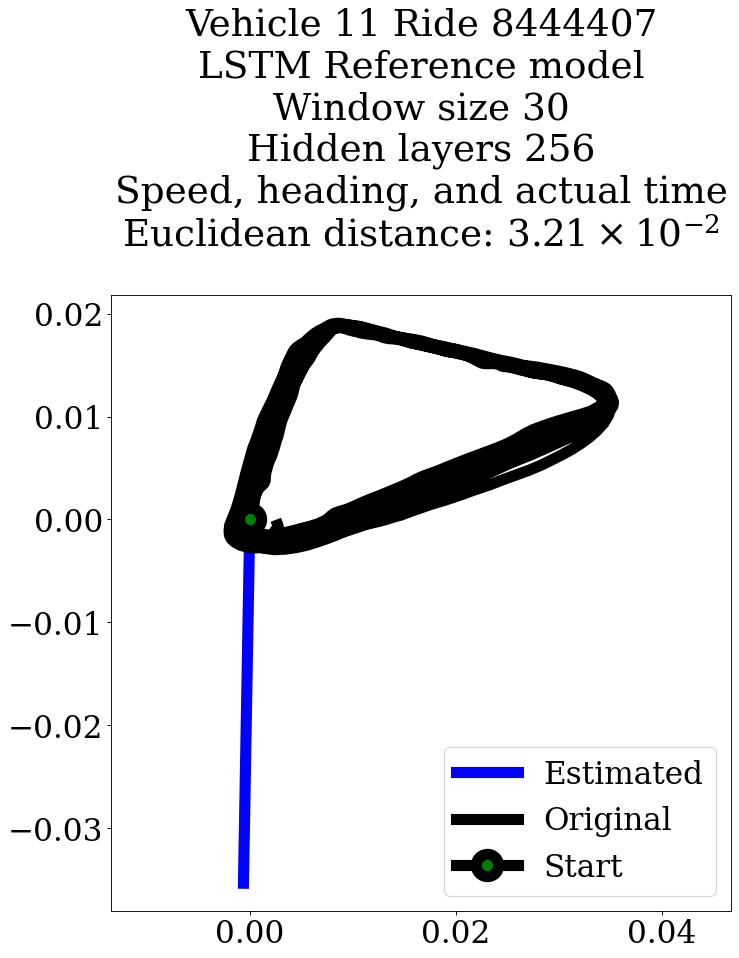 Vehicle 11 Ride 8444407
LSTM Reference model
Window size 30
Hidden layers 256
Speed, heading, and actual time
Euclidean distance: 3.21 × 10⁻²
0.02
0.01
0.00
−0.01
−0.02
−0.03
Estimated
Original
Start
0.00 0.02 0.04